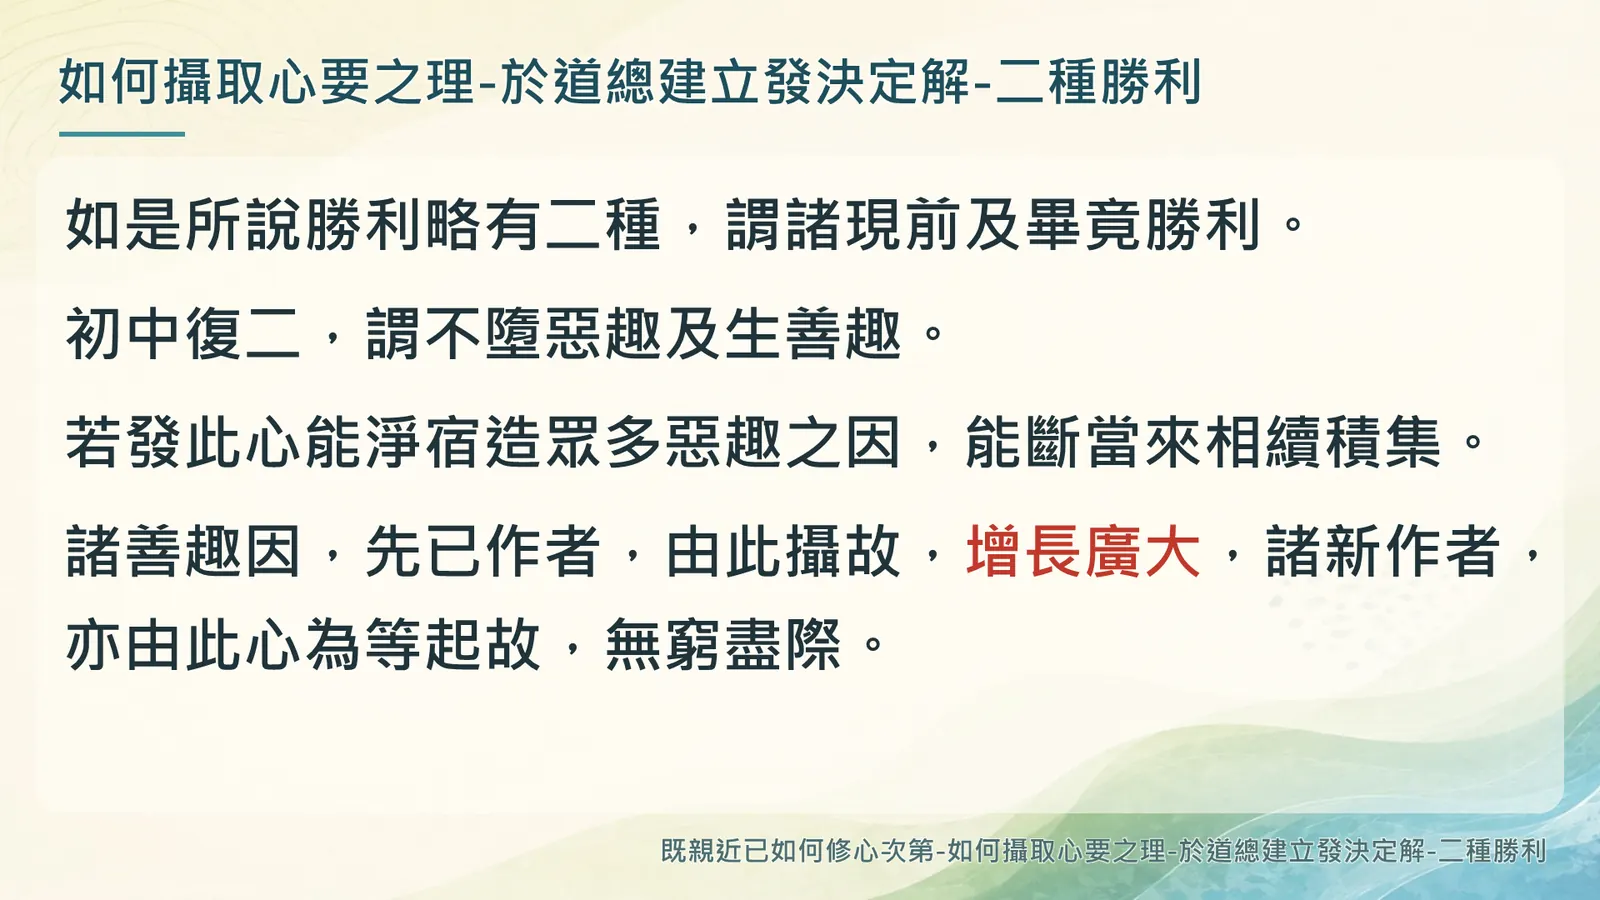 如何攝取心要之理-於道總建立發決定解-二種勝利
如是所說勝利略有二種，謂諸現前及畢竟勝利。
初中復二，謂不墮惡趣及生善趣。
若發此心能淨宿造眾多惡趣之因，能斷當來相續積集。
諸善趣因，先已作者，由此攝故，增長廣大，諸新作者，
亦由此心為等起故，無窮盡際。
既親近已如何修心次第-如何攝取心要之理-於道總建立發決定解-二種勝利